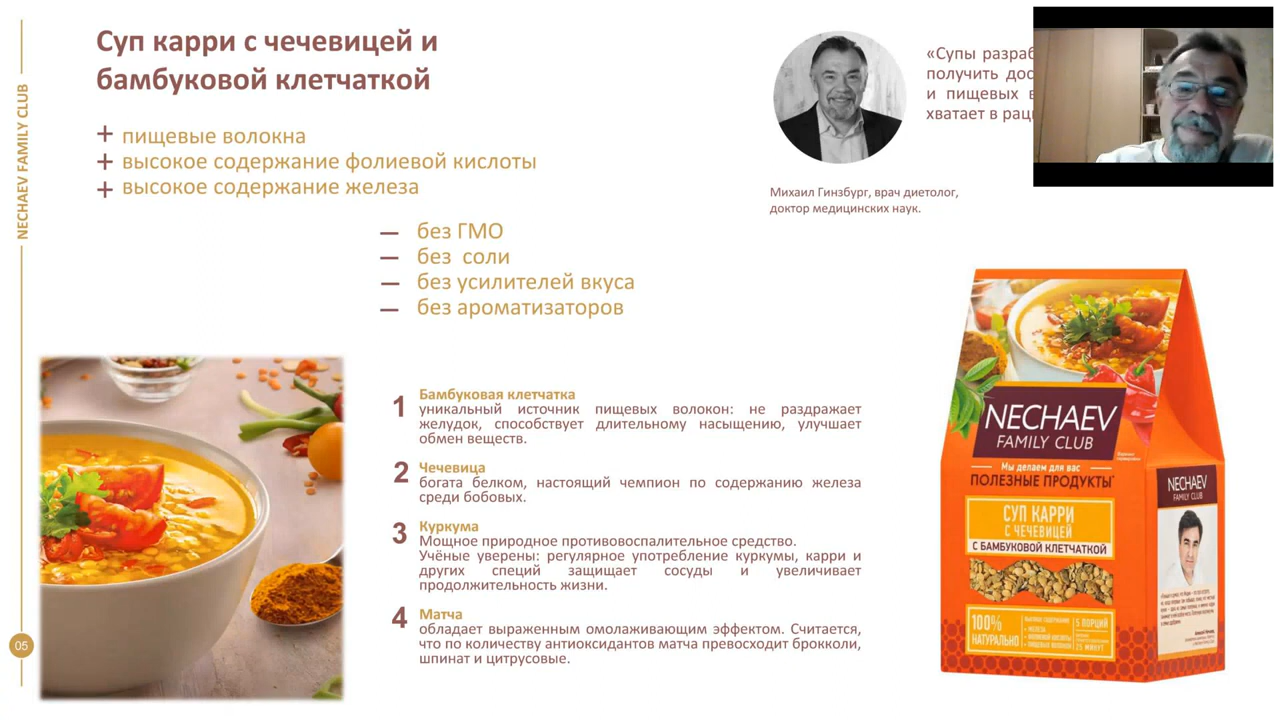 Суп карри с чечевицей и
бамбуковой клетчаткой
+ пищевые волокна
+ высокое содержание фолиевой кислоты
+ высокое содержание железа
— без ГМО
— без соли
— без усилителей вкуса
— без ароматизаторов
NECHAEV FAMILY CLUB
«Супы
получить
и пищевых
хватает в
Михаил Гинзбург, врач диетолог,
доктор медицинских наук.
1 Бамбуковая клетчатка
уникальный источник пищевых волокон: не раздражает
желудок, способствует длительному насыщению, улучшает
обмен веществ.
2 Чечевица
богата белком, настоящий чемпион по содержанию железа
среди бобовых.
3 Куркума
Мощное природное противовоспалительное средство.
Учёные уверены: регулярное употребление куркумы, карри и
других специй защищает сосуды и увеличивает
продолжительность жизни.
4 Матча
обладает выраженным омолаживающим эффектом. Считается,
что по количеству антиоксидантов матча превосходит брокколи,
шпинат и цитрусовые.
05
NECHAEV
FAMILY CLUB
Мы делаем для вас
ПОЛЕЗНЫЕ ПРОДУКТЫ
СУП КАРРИ
С ЧЕЧЕВИЦЕЙ
С БАМБУКОВОЙ КЛЕТЧАТКОЙ
100%
НАТУРАЛЬНО
5 ПОРЦИЙ
25 МИНУТ
NECHAEV
FAMILY CLUB